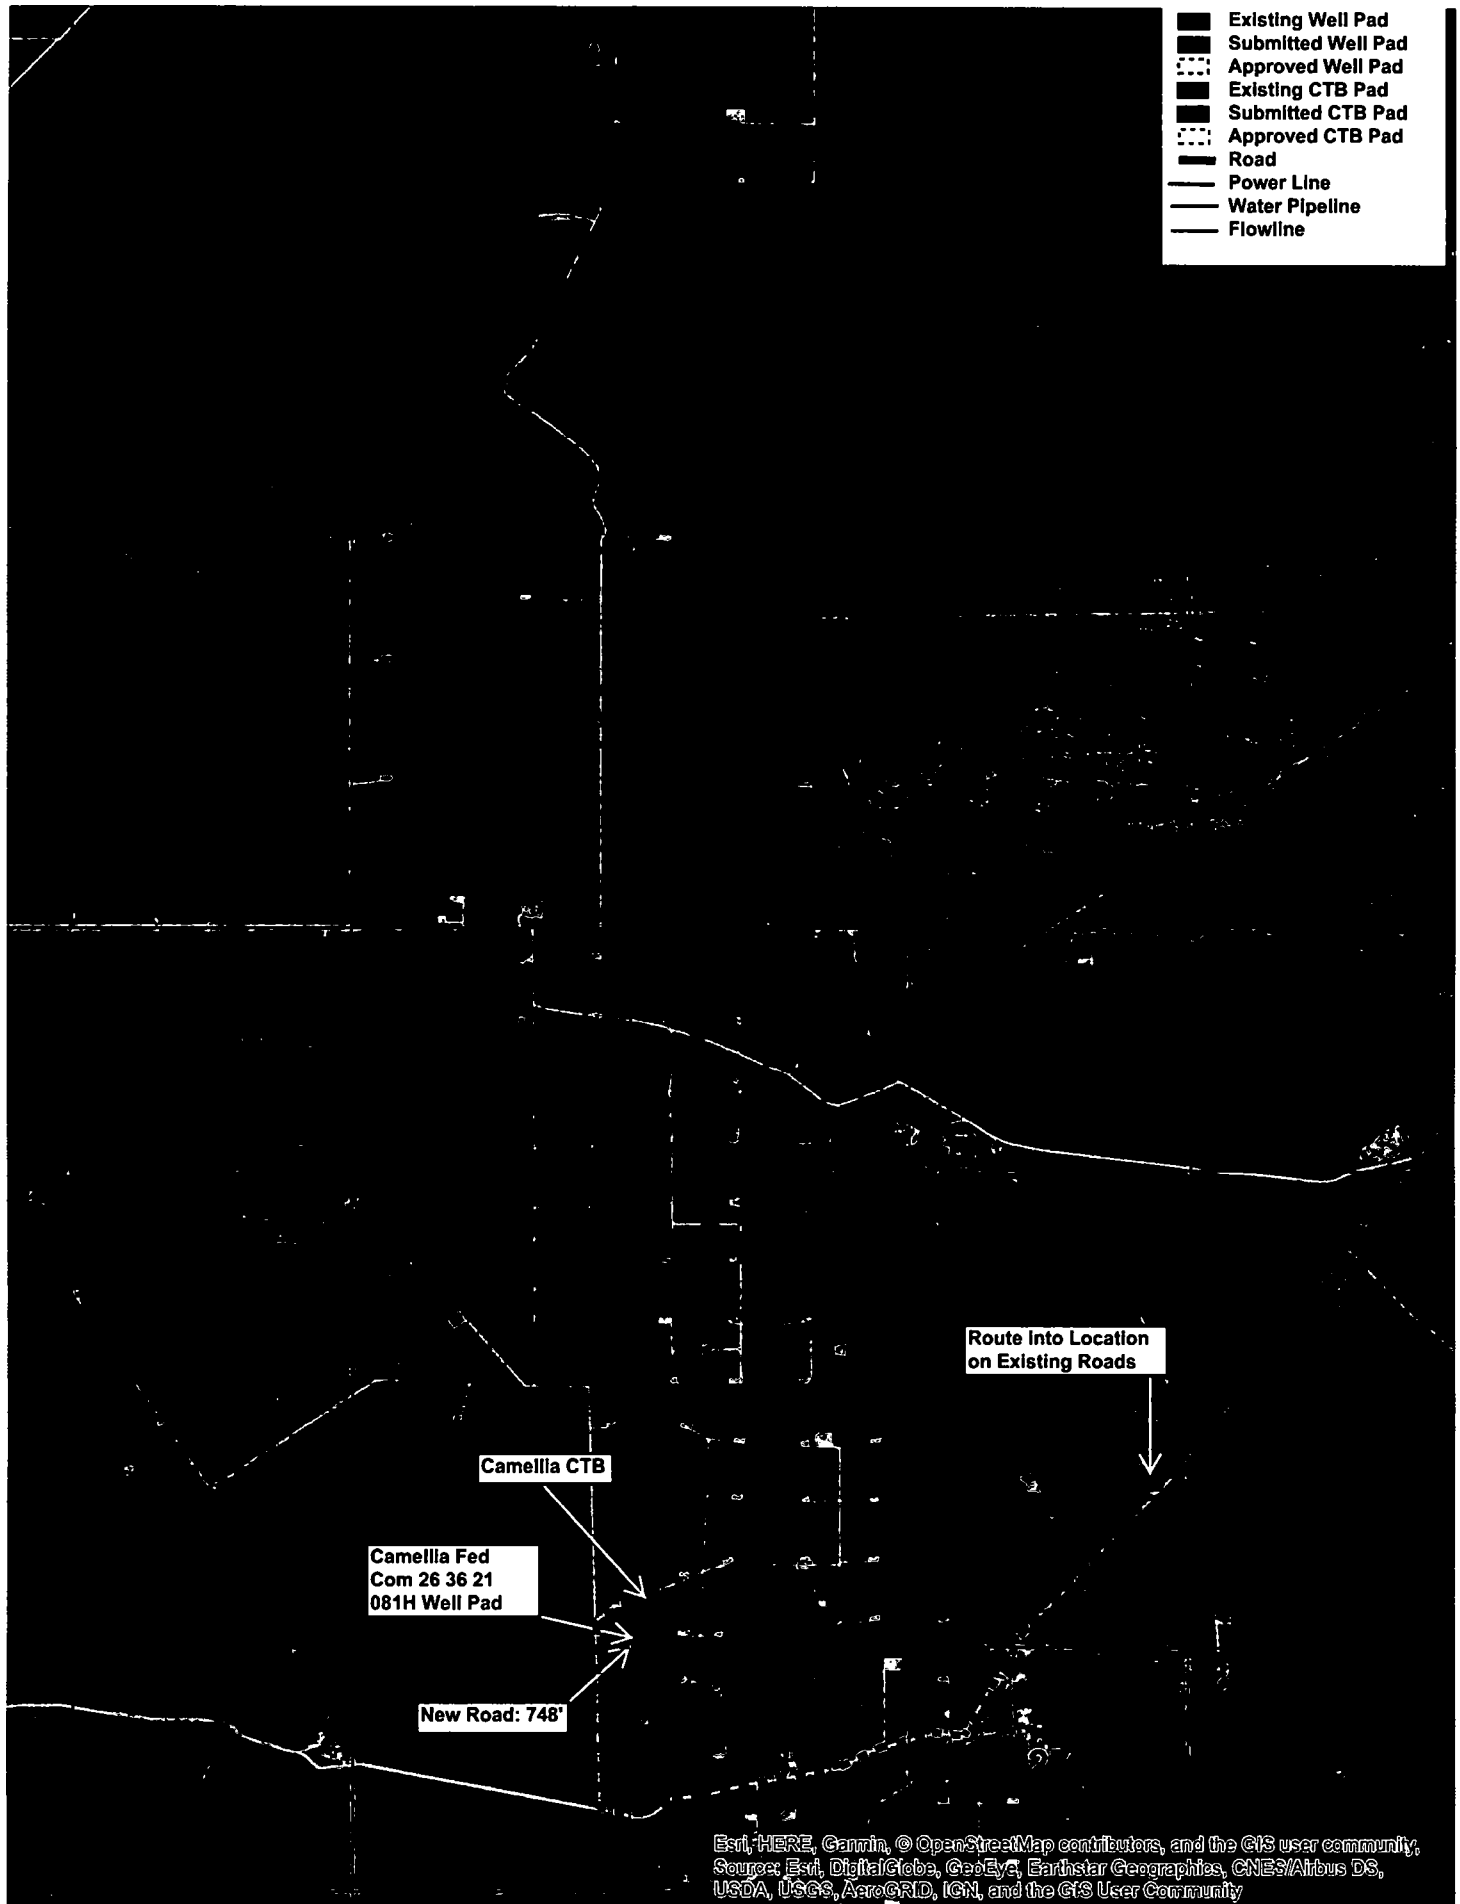 Existing Well Pad
Submitted Well Pad
Approved Well Pad
Existing CTB Pad
Submitted CTB Pad
Approved CTB Pad
Road
Power Line
Water Pipeline
Flowline
Route into Location
on Existing Roads
Camellia CTB
Camellia Fed
Com 26 36 21
081H Well Pad
New Road: 748'
Esri, HERE, Garmin, © OpenStreetMap contributors, and the GIS user community,
Source: Esri, DigitalGlobe, GeoEye, Earthstar Geographics, CNES/Airbus DS,
USDA, USGS, AeroGRID, IGN, and the GIS User Community